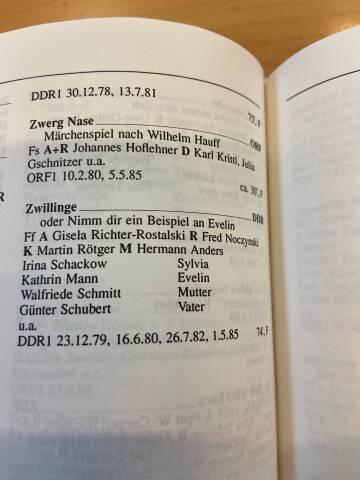 DDR1 30.12.78, 13.7.81
75', F
Zwerg Nase ORF
Märchenspiel nach Wilhelm Hauff
Fs A+R Johannes Hoflehner D Karl Krittl, Julia
Gschnitzer u.a.
ORF1 10.2.80, 5.5.85
ca. 30', F
Zwillinge DDR
oder Nimm dir ein Beispiel an Evelin
Ff A Gisela Richter-Rostalski R Fred Noczynski
K Martin Rötger M Hermann Anders
Irina Schackow Sylvia
Kathrin Mann Evelin
Walfriede Schmitt Mutter
Günter Schubert Vater
u.a.
DDR1 23.12.79, 16.6.80, 26.7.82, 1.5.85 74', F